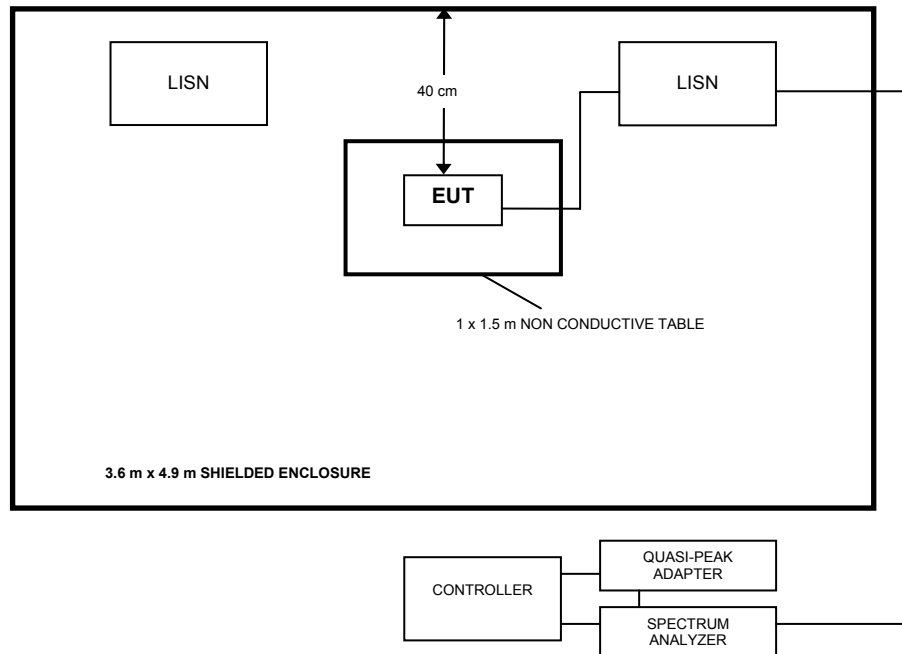 LISN
LISN
40 cm
EUT
1 x 1.5 m NON CONDUCTIVE TABLE
3.6 m x 4.9 m SHIELDED ENCLOSURE
QUASI-PEAK
ADAPTER
CONTROLLER
SPECTRUM
ANALYZER